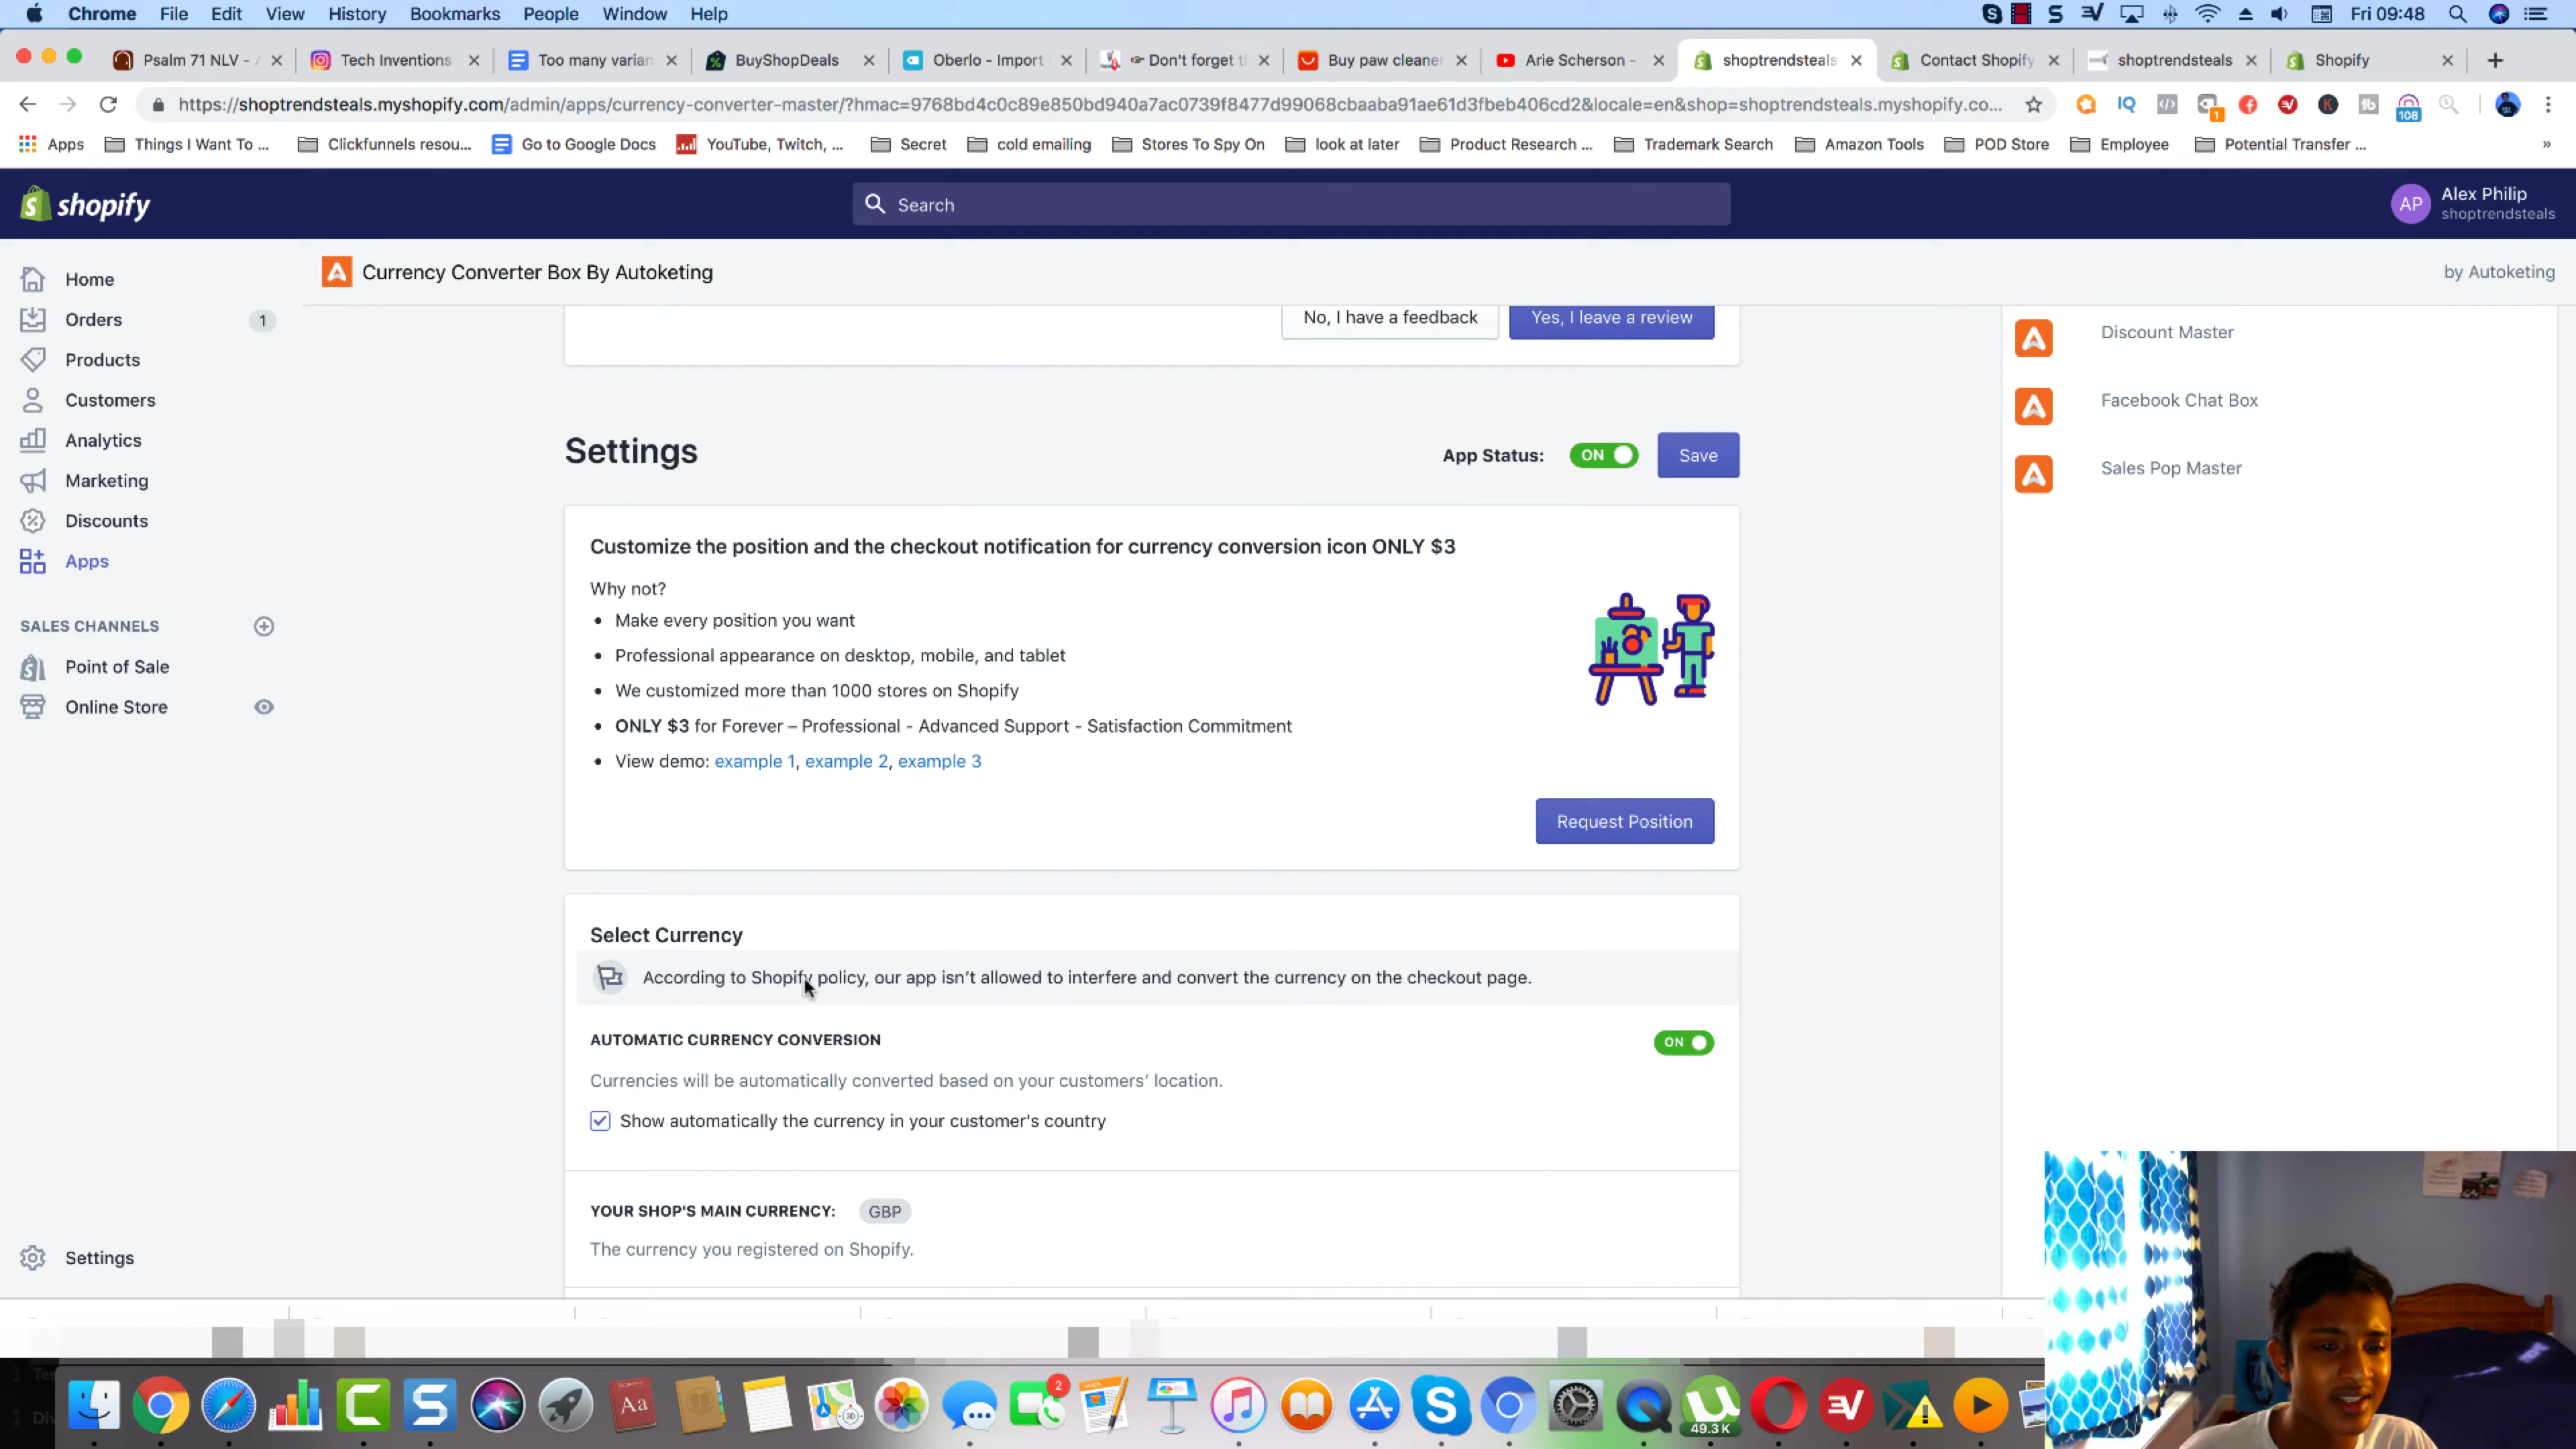 Chrome File Edit View History Bookmarks People Window Help Fri 09:48
Psalm 71 NLV - Tech Inventions Too many varian BuyShopDeals Oberlo - Import Don't forget t Buy paw cleaner Arie Scherson - shoptrendsteals Contact Shopify shoptrendsteals Shopify
https://shoptrendsteals.myshopify.com/admin/apps/currency-converter-master/?hmac=9768bd4c0c89e850bd940a7ac0739f8477d99068cbaaba91ae61d3fbeb406cd2&locale=en&shop=shoptrendsteals.myshopify.co... IQ 1 108
Apps Things I Want To ... Clickfunnels resou... Go to Google Docs YouTube, Twitch, ... Secret cold emailing Stores To Spy On look at later Product Research ... Trademark Search Amazon Tools POD Store Employee Potential Transfer ... »
shopify Search AP Alex Philip
shoptrendsteals
Currency Converter Box By Autoketing by Autoketing
Home
Orders 1
Products
Customers
Analytics
Marketing
Discounts
Apps
SALES CHANNELS
Point of Sale
Online Store
Settings
No, I have a feedback Yes, I leave a review
Settings App Status: ON Save
Customize the position and the checkout notification for currency conversion icon ONLY $3
Why not?
• Make every position you want
• Professional appearance on desktop, mobile, and tablet
• We customized more than 1000 stores on Shopify
• ONLY $3 for Forever – Professional - Advanced Support - Satisfaction Commitment
• View demo: example 1, example 2, example 3
Request Position
Select Currency
According to Shopify policy, our app isn't allowed to interfere and convert the currency on the checkout page.
AUTOMATIC CURRENCY CONVERSION ON
Currencies will be automatically converted based on your customers' location.
Show automatically the currency in your customer's country
YOUR SHOP'S MAIN CURRENCY: GBP
The currency you registered on Shopify.
Discount Master
Facebook Chat Box
Sales Pop Master
Aa
2
49.3 K